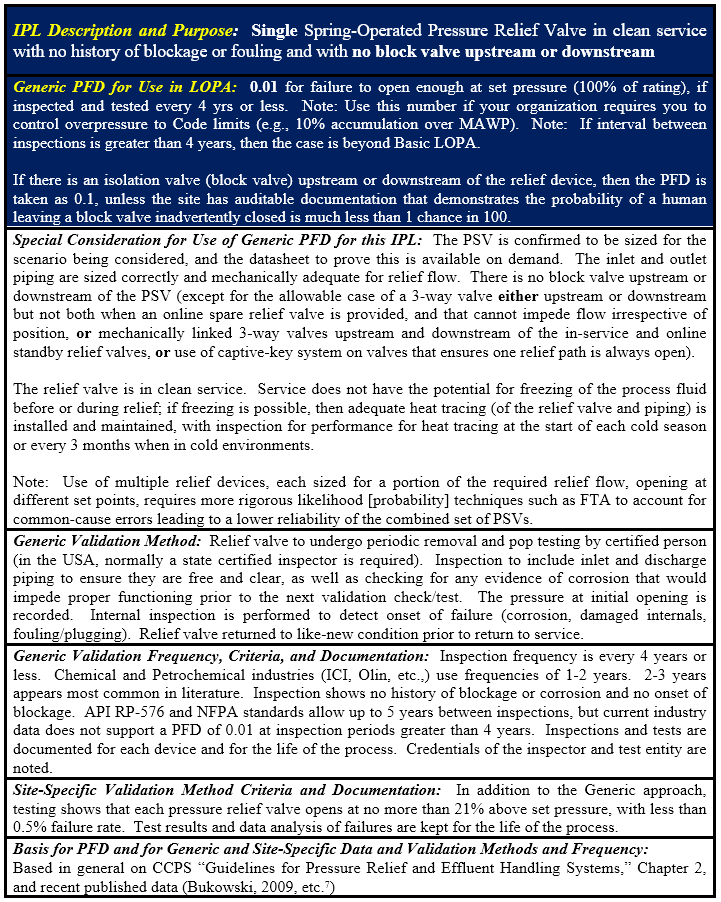 IPL Description and Purpose: Single Spring-Operated Pressure Relief Valve in clean service
with no history of blockage or fouling and with no block valve upstream or downstream
Generic PFD for Use in LOPA: 0.01 for failure to open enough at set pressure (100% of rating), if
inspected and tested every 4 yrs or less. Note: Use this number if your organization requires you to
control overpressure to Code limits (e.g., 10% accumulation over MAWP). Note: If interval between
inspections is greater than 4 years, then the case is beyond Basic LOPA.
If there is an isolation valve (block valve) upstream or downstream of the relief device, then the PFD is
taken as 0.1, unless the site has auditable documentation that demonstrates the probability of a human
leaving a block valve inadvertently closed is much less than 1 chance in 100.
Special Consideration for Use of Generic PFD for this IPL: The PSV is confirmed to be sized for the
scenario being considered, and the datasheet to prove this is available on demand. The inlet and outlet
piping are sized correctly and mechanically adequate for relief flow. There is no block valve upstream or
downstream of the PSV (except for the allowable case of a 3-way valve either upstream or downstream
but not both when an online spare relief valve is provided, and that cannot impede flow irrespective of
position, or mechanically linked 3-way valves upstream and downstream of the in-service and online
standby relief valves, or use of captive-key system on valves that ensures one relief path is always open).
The relief valve is in clean service. Service does not have the potential for freezing of the process fluid
before or during relief; if freezing is possible, then adequate heat tracing (of the relief valve and piping) is
installed and maintained, with inspection for performance for heat tracing at the start of each cold season
or every 3 months when in cold environments.
Note: Use of multiple relief devices, each sized for a portion of the required relief flow, opening at
different set points, requires more rigorous likelihood [probability] techniques such as FTA to account for
common-cause errors leading to a lower reliability of the combined set of PSVs.
Generic Validation Method: Relief valve to undergo periodic removal and pop testing by certified person
(in the USA, normally a state certified inspector is required). Inspection to include inlet and discharge
piping to ensure they are free and clear, as well as checking for any evidence of corrosion that would
impede proper functioning prior to the next validation check/test. The pressure at initial opening is
recorded. Internal inspection is performed to detect onset of failure (corrosion, damaged internals,
fouling/plugging). Relief valve returned to like-new condition prior to return to service.
Generic Validation Frequency, Criteria, and Documentation: Inspection frequency is every 4 years or
less. Chemical and Petrochemical industries (ICI, Olin, etc.,) use frequencies of 1-2 years. 2-3 years
appears most common in literature. Inspection shows no history of blockage or corrosion and no onset of
blockage. API RP-576 and NFPA standards allow up to 5 years between inspections, but current industry
data does not support a PFD of 0.01 at inspection periods greater than 4 years. Inspections and tests are
documented for each device and for the life of the process. Credentials of the inspector and test entity are
noted.
Site-Specific Validation Method Criteria and Documentation: In addition to the Generic approach,
testing shows that each pressure relief valve opens at no more than 21% above set pressure, with less than
0.5% failure rate. Test results and data analysis of failures are kept for the life of the process.
Basis for PFD and for Generic and Site-Specific Data and Validation Methods and Frequency:
Based in general on CCPS “Guidelines for Pressure Relief and Effluent Handling Systems,” Chapter 2,
and recent published data (Bukowski, 2009, etc.⁷)